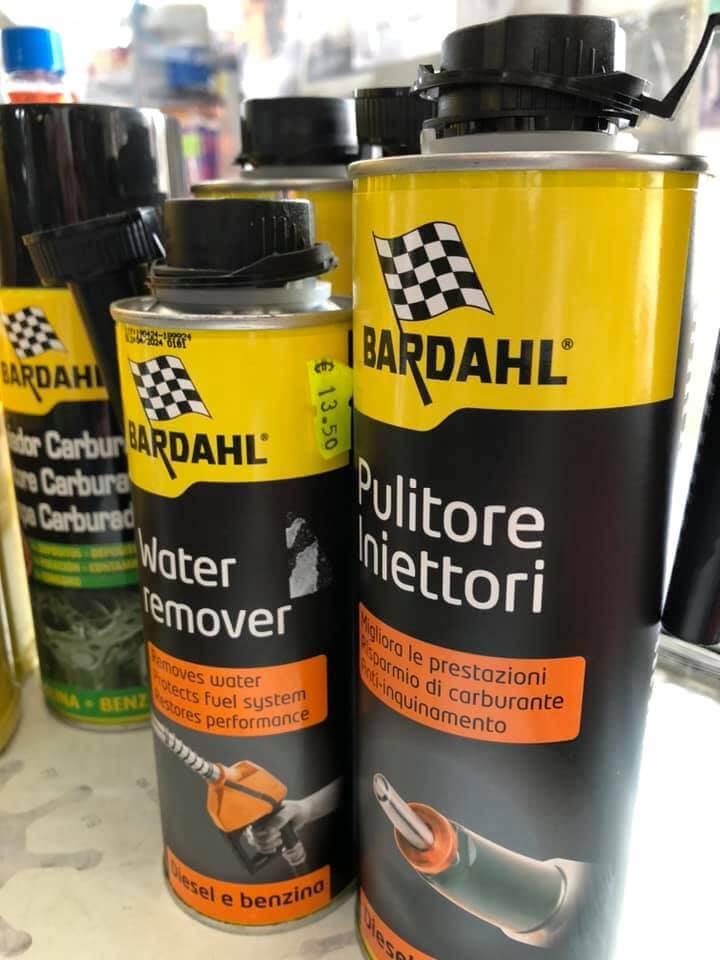 BARDAHL
BARDAHL®
Water
remover
Removes water
Protects fuel system
Restores performance
Diesel e benzina
€ 13.50
BARDAHL®
Pulitore
Iniettori
Migliora le prestazioni
Risparmio di carburante
Anti-inquinamento
Diesel